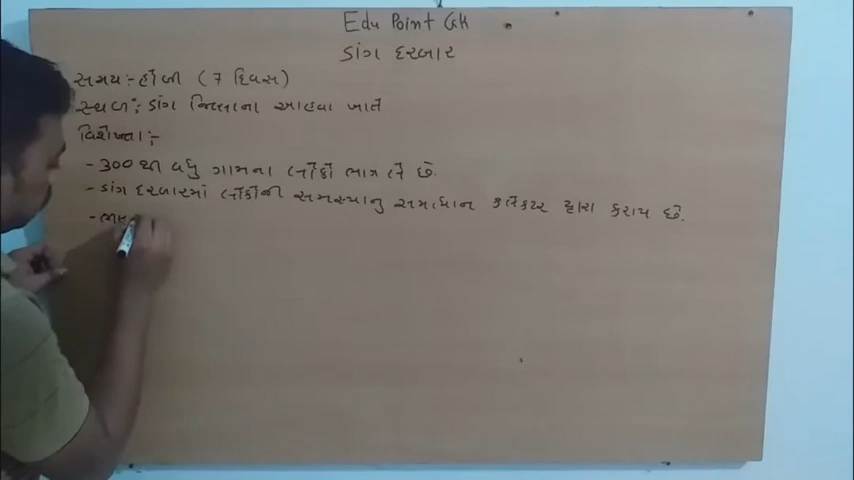 Edu Point GK
ડાંગ દરબાર
સમય:- હોળી (7 દિવસ)
સ્થળ:- ડાંગ જિલ્લાના આહવા ખાતે
વિશેષતા:-
- 300 થી વધુ ગામના લોકો ભાગ લે છે.
- ડાંગ દરબારમાં લોકોની સમસ્યાનુ સમાધાન કલેકટર દ્વારા કરાય છે.